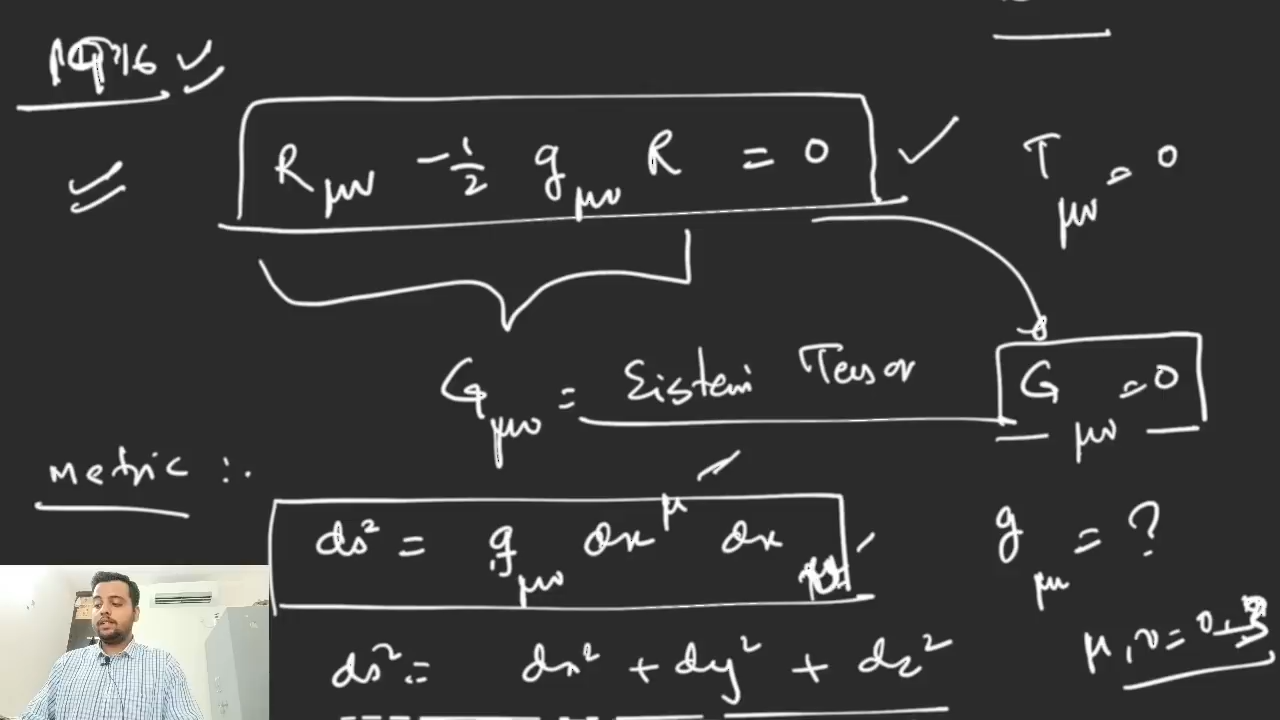 R_μν - 1/2 g_μν R = 0
T_μν = 0
G_μν = Eistein Tensor
G_μν = 0
metric :.
ds² = g_μν dx^μ dx
g_μν = ?
μ, ν = 0
ds² = dx² + dy² + dz²